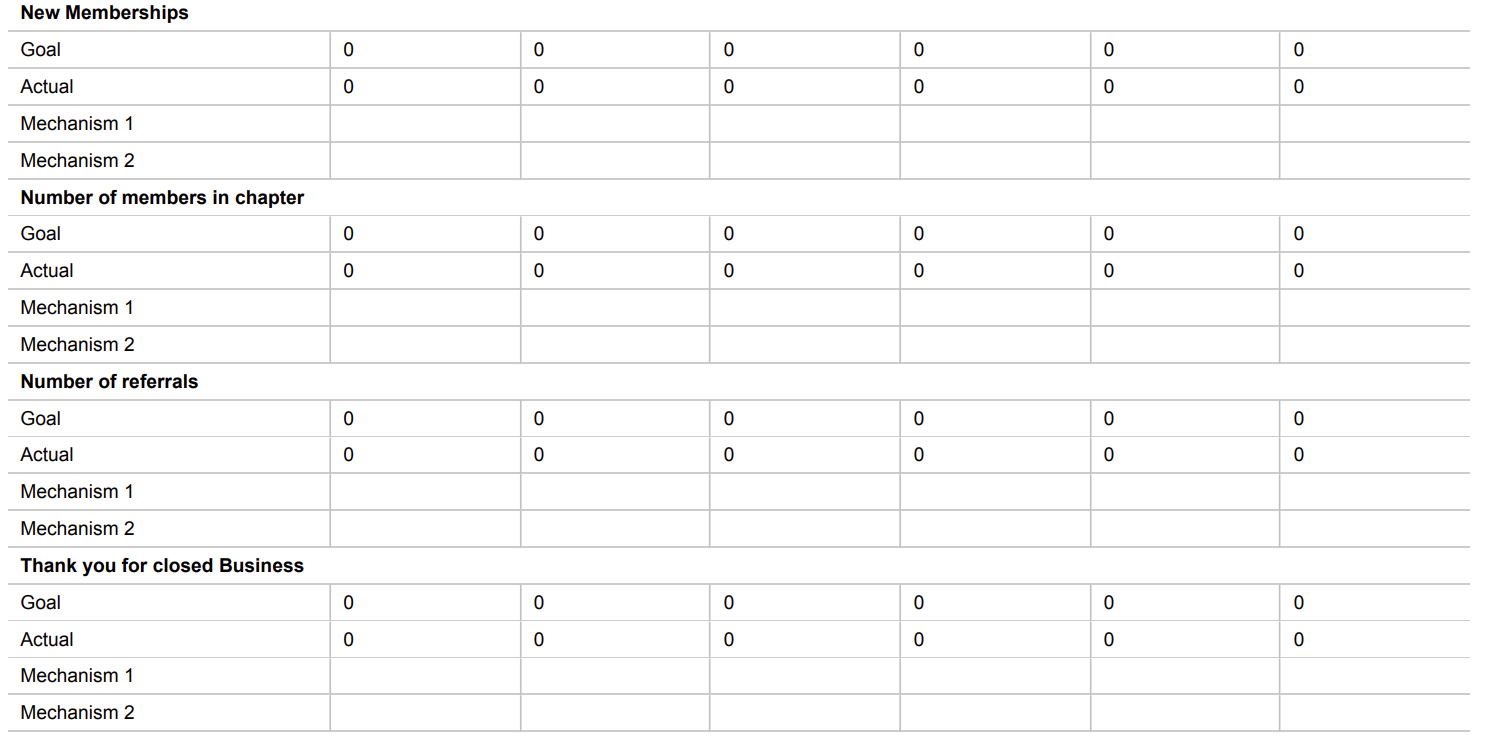 New Memberships
Goal 0 0 0 0 0 0
Actual 0 0 0 0 0 0
Mechanism 1
Mechanism 2
Number of members in chapter
Goal 0 0 0 0 0 0
Actual 0 0 0 0 0 0
Mechanism 1
Mechanism 2
Number of referrals
Goal 0 0 0 0 0 0
Actual 0 0 0 0 0 0
Mechanism 1
Mechanism 2
Thank you for closed Business
Goal 0 0 0 0 0 0
Actual 0 0 0 0 0 0
Mechanism 1
Mechanism 2